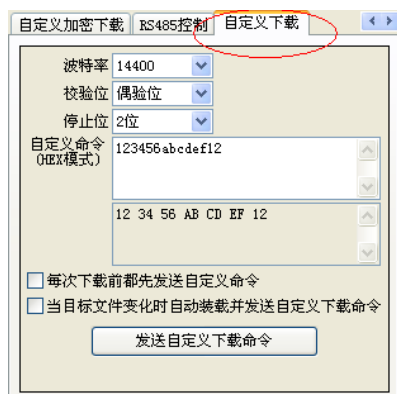 自定义加密下载 RS485控制 自定义下载
波特率 14400
校验位 偶验位
停止位 2位
自定义命令 123456abcdef12
(HEX模式)
12 34 56 AB CD EF 12
每次下载前都先发送自定义命令
当目标文件变化时自动装载并发送自定义下载命令
发送自定义下载命令